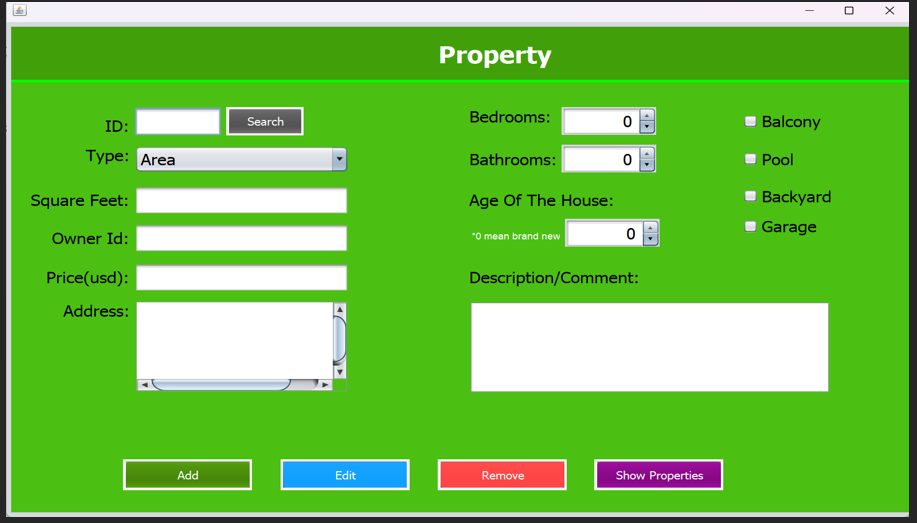 Property
ID:
Search
Type:
Area
Square Feet:
Owner Id:
Price(usd):
Address:
Bedrooms:
0
Bathrooms:
0
Age Of The House:
"0 mean brand new
0
Description/Comment:
Balcony
Pool
Backyard
Garage
Add
Edit
Remove
Show Properties